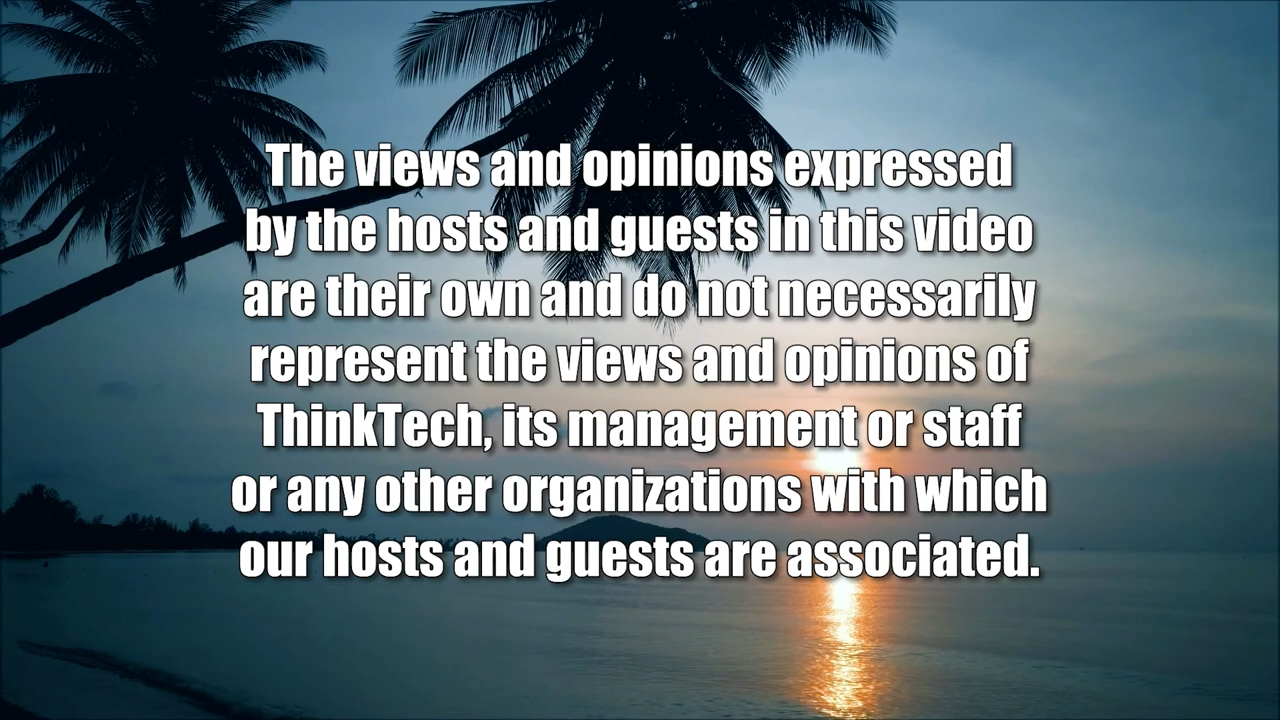 The views and opinions expressed
by the hosts and guests in this video
are their own and do not necessarily
represent the views and opinions of
ThinkTech, its management or staff
or any other organizations with which
our hosts and guests are associated.